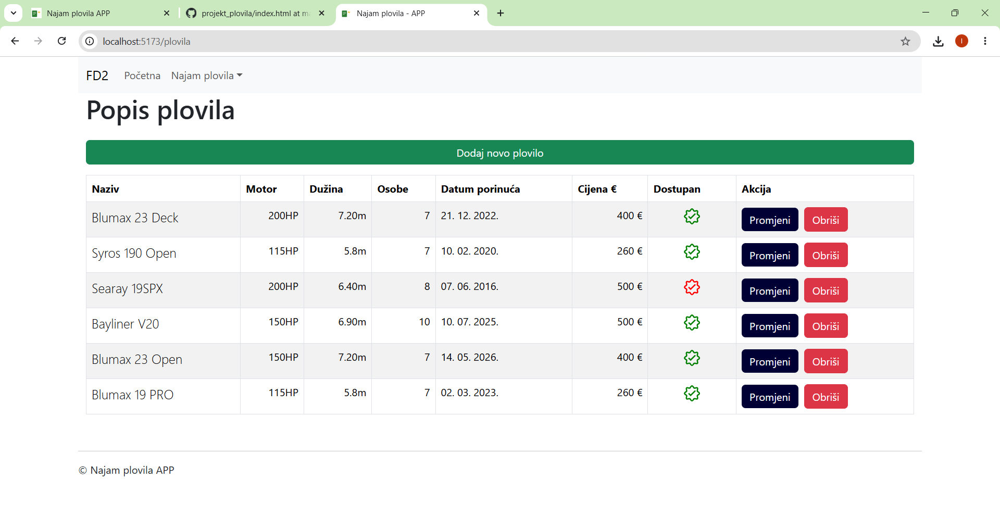 Najam plovila APP
projekt_plovila/index.html at ma
Najam plovila - APP
localhost:5173/plovila
I
FD2 Početna Najam plovila
Popis plovila
Dodaj novo plovilo
Naziv Motor Dužina Osobe Datum porinuća Cijena € Dostupan Akcija
Blumax 23 Deck 200HP 7.20m 7 21. 12. 2022. 400 € Promjeni Obriši
Syros 190 Open 115HP 5.8m 7 10. 02. 2020. 260 € Promjeni Obriši
Searay 19SPX 200HP 6.40m 8 07. 06. 2016. 500 € Promjeni Obriši
Bayliner V20 150HP 6.90m 10 10. 07. 2025. 500 € Promjeni Obriši
Blumax 23 Open 150HP 7.20m 7 14. 05. 2026. 400 € Promjeni Obriši
Blumax 19 PRO 115HP 5.8m 7 02. 03. 2023. 260 € Promjeni Obriši
© Najam plovila APP